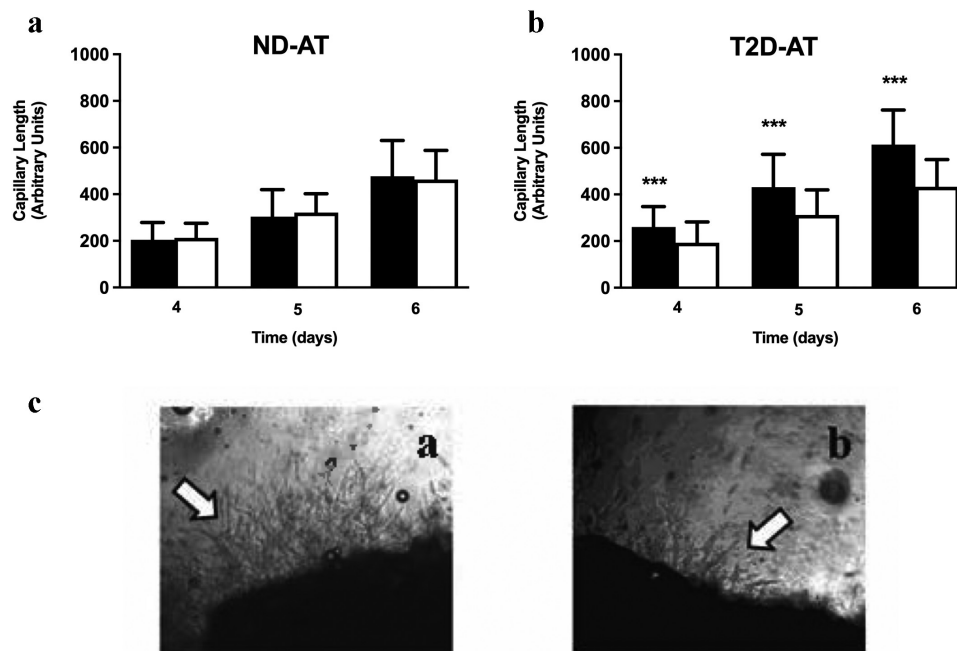 a
ND-AT
1000
800
600
400
200
0
Capillary Length
(Arbitrary Units)
4 5 6
Time (days)
b
T2D-AT
1000
800
600
400
200
0
Capillary Length
(Arbitrary Units)
***
***
***
4 5 6
Time (days)
c
a
b